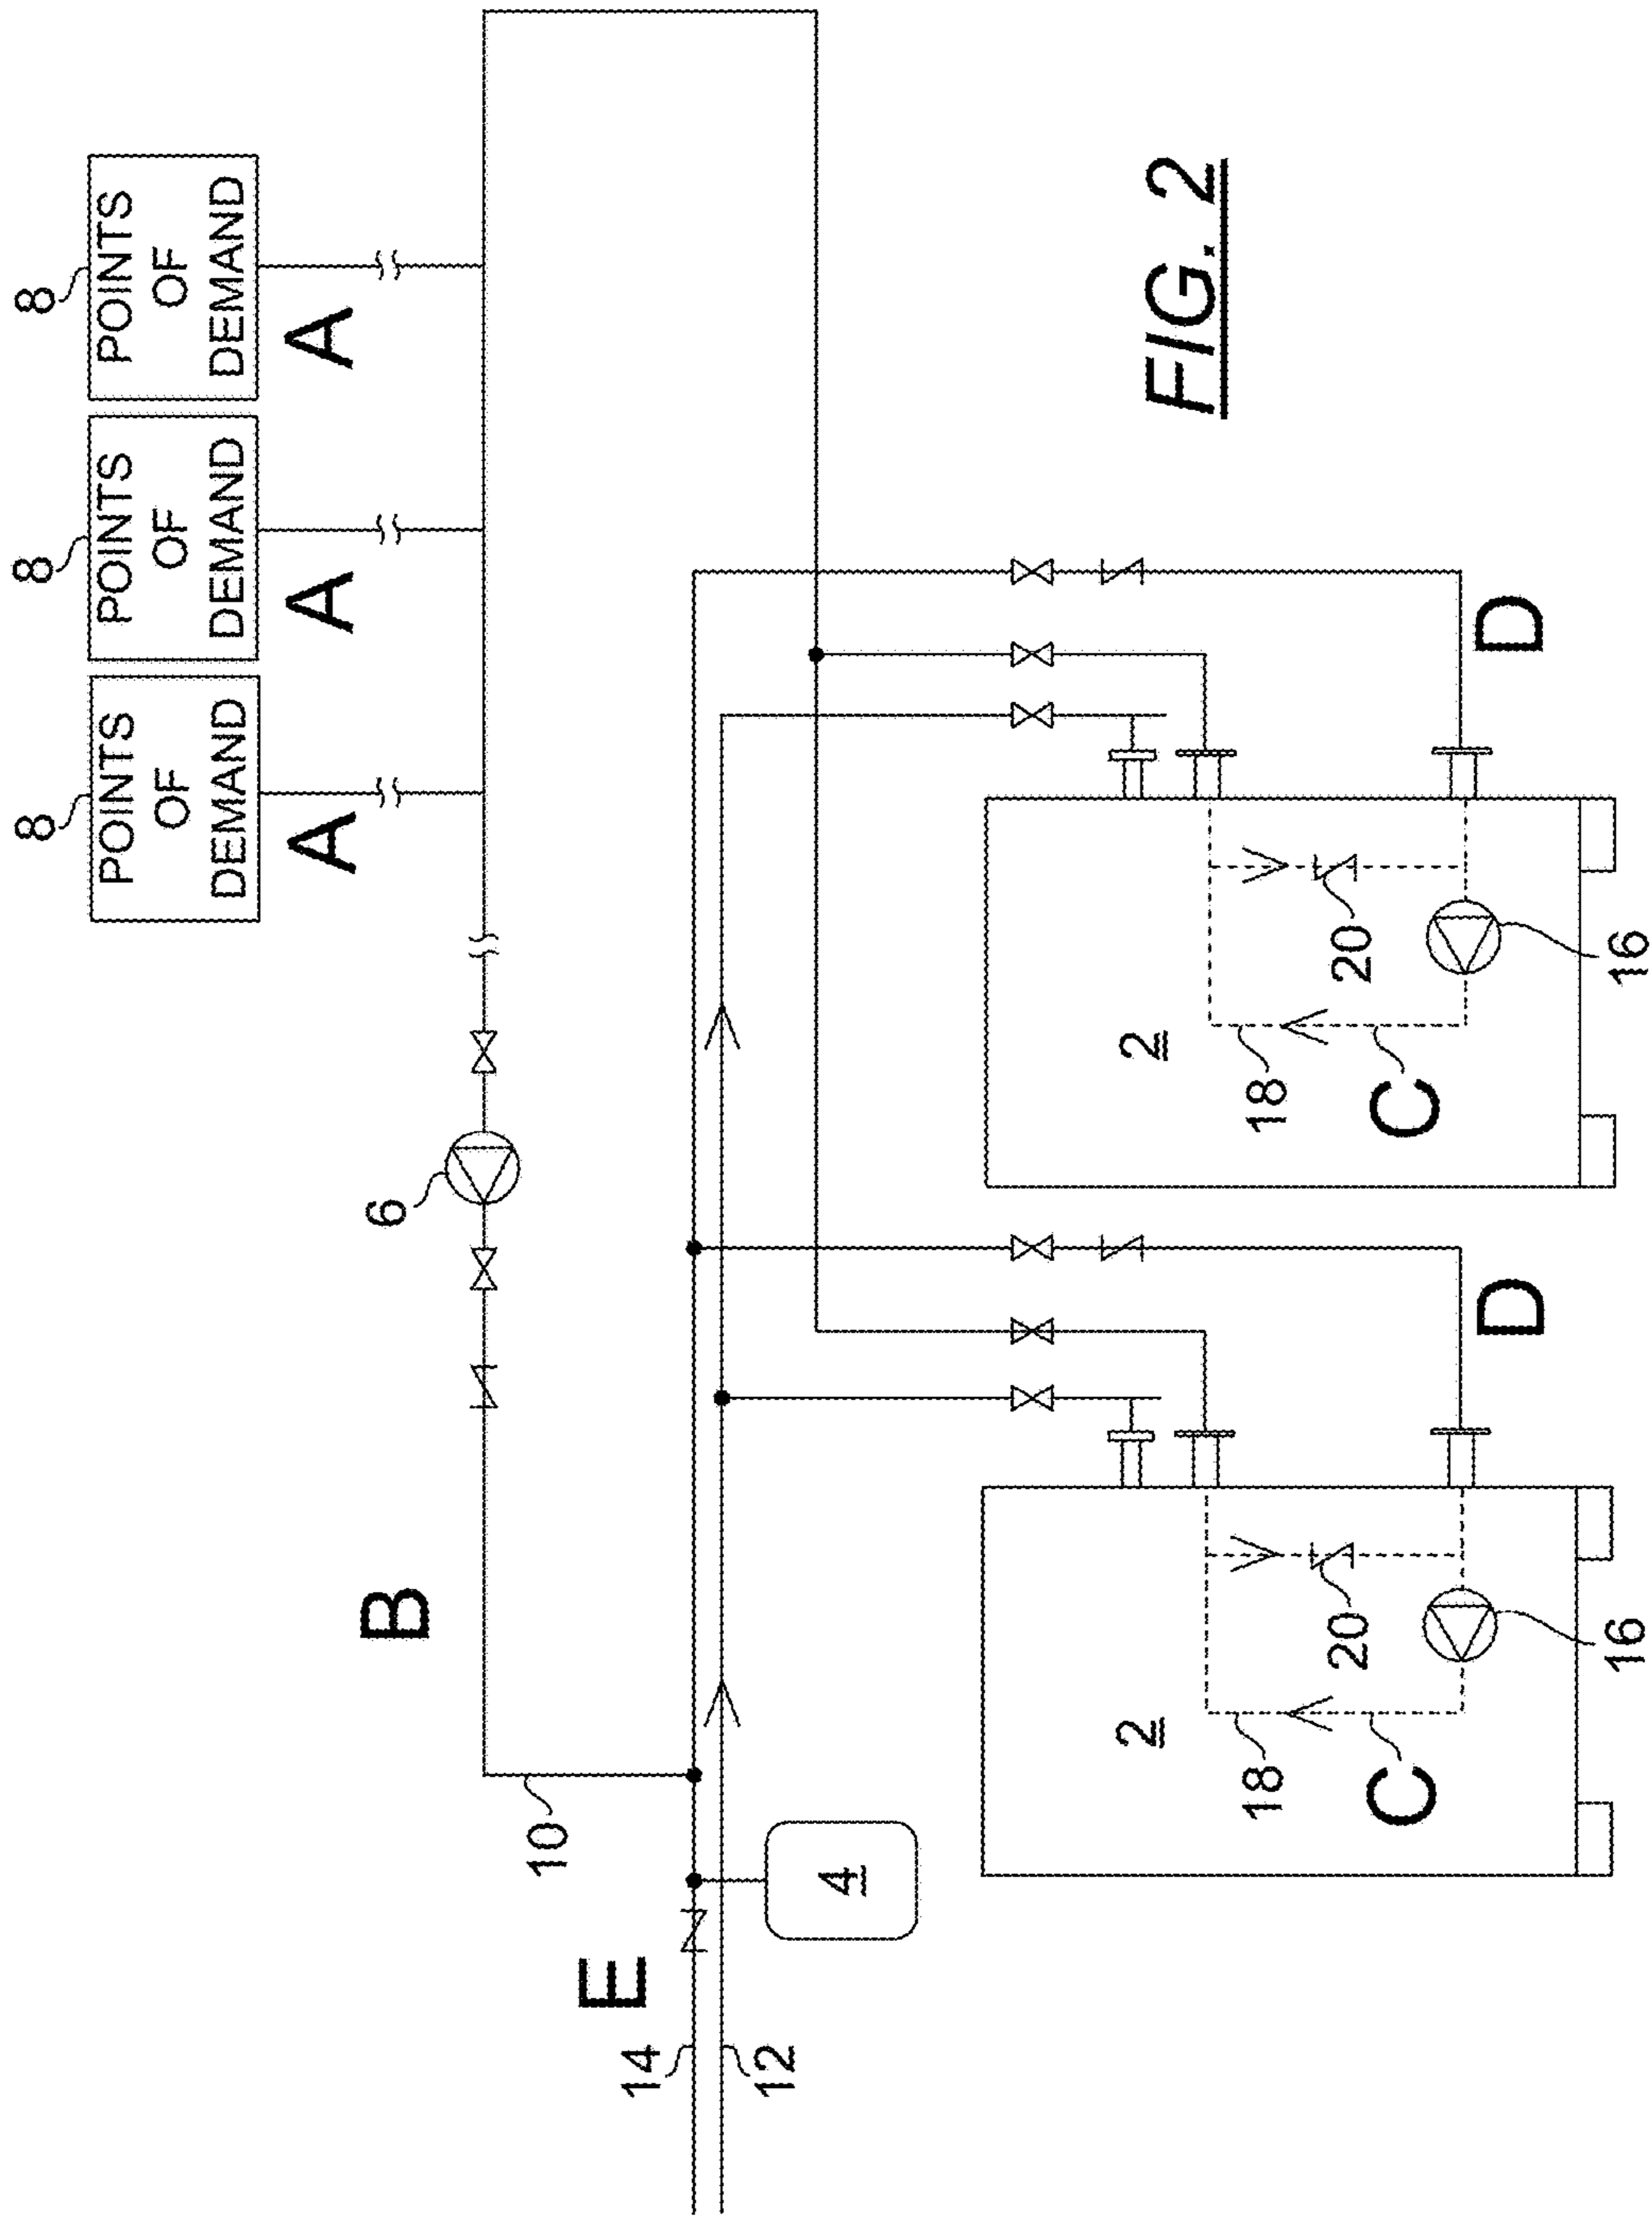 8
POINTS
OF
DEMAND
A
8
POINTS
OF
DEMAND
A
8
POINTS
OF
DEMAND
A
6
B
10
E
14
12
4
2
18
C
20
16
D
2
18
C
20
16
D
FIG. 2